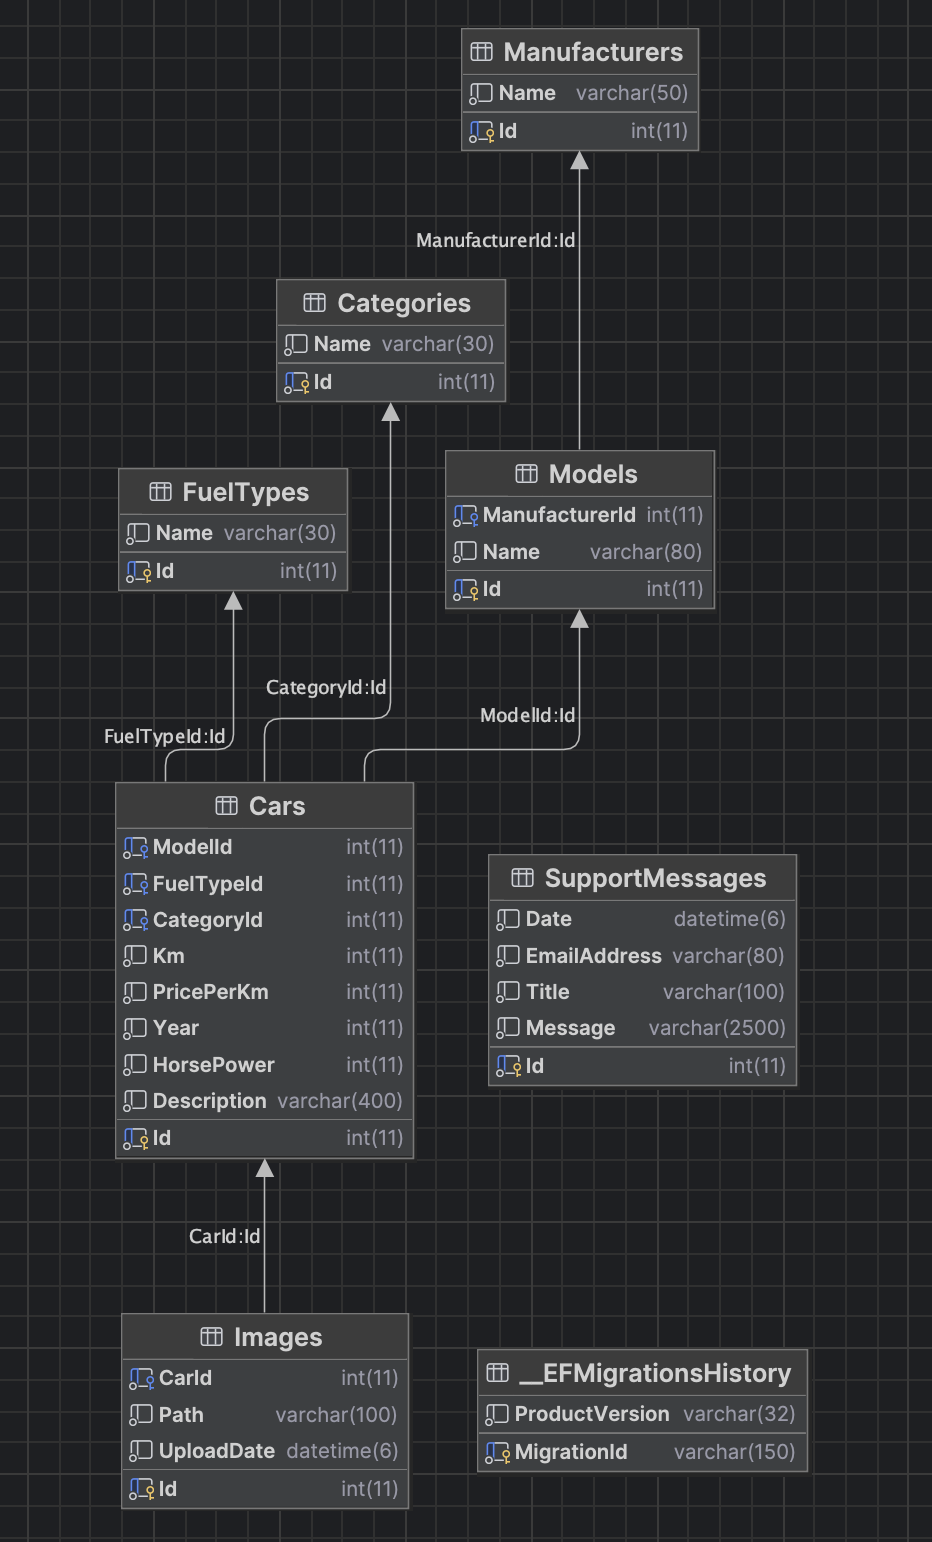 Manufacturers
Name varchar(50)
Id int(11)
ManufacturerId:Id
Categories
Name varchar(30)
Id int(11)
FuelTypes
Name varchar(30)
Id int(11)
Models
ManufacturerId int(11)
Name varchar(80)
Id int(11)
CategoryId:Id
ModelId:Id
FuelTypeId:Id
Cars
ModelId int(11)
FuelTypeId int(11)
CategoryId int(11)
Km int(11)
PricePerKm int(11)
Year int(11)
HorsePower int(11)
Description varchar(400)
Id int(11)
SupportMessages
Date datetime(6)
EmailAddress varchar(80)
Title varchar(100)
Message varchar(2500)
Id int(11)
CarId:Id
Images
CarId int(11)
Path varchar(100)
UploadDate datetime(6)
Id int(11)
__EFMigrationsHistory
ProductVersion varchar(32)
MigrationId varchar(150)